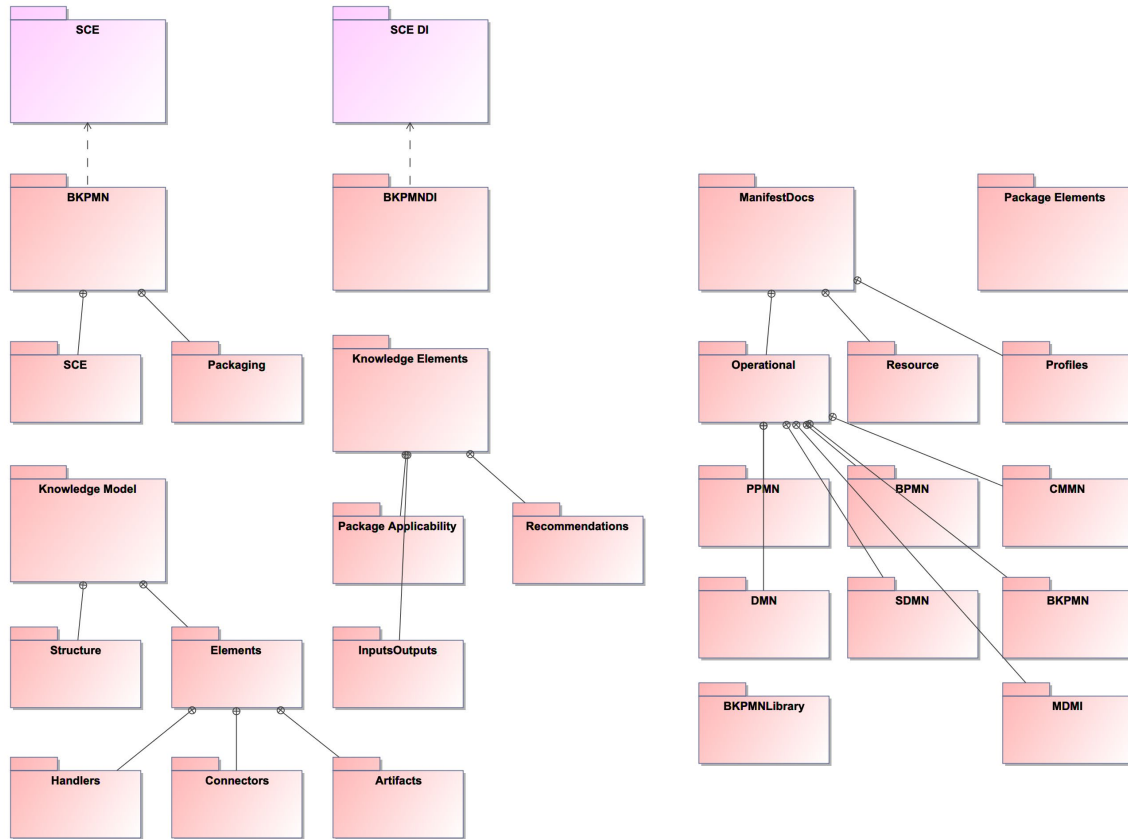 SCE
SCE DI
BKPMN
BKPMNDI
ManifestDocs
Package Elements
SCE
Packaging
Knowledge Elements
Operational
Resource
Profiles
Knowledge Model
PPMN
BPMN
CMMN
Package Applicability
Recommendations
DMN
SDMN
BKPMN
Structure
Elements
InputsOutputs
BKPMNLibrary
MDMI
Handlers
Connectors
Artifacts